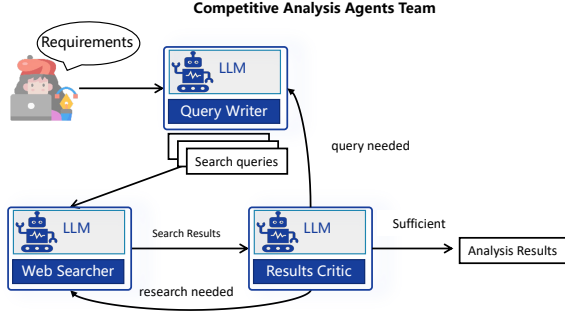 Competitive Analysis Agents Team
Requirements
LLM
Query Writer
query needed
Search queries
LLM
Web Searcher
Search Results
LLM
Results Critic
Sufficient
Analysis Results
research needed